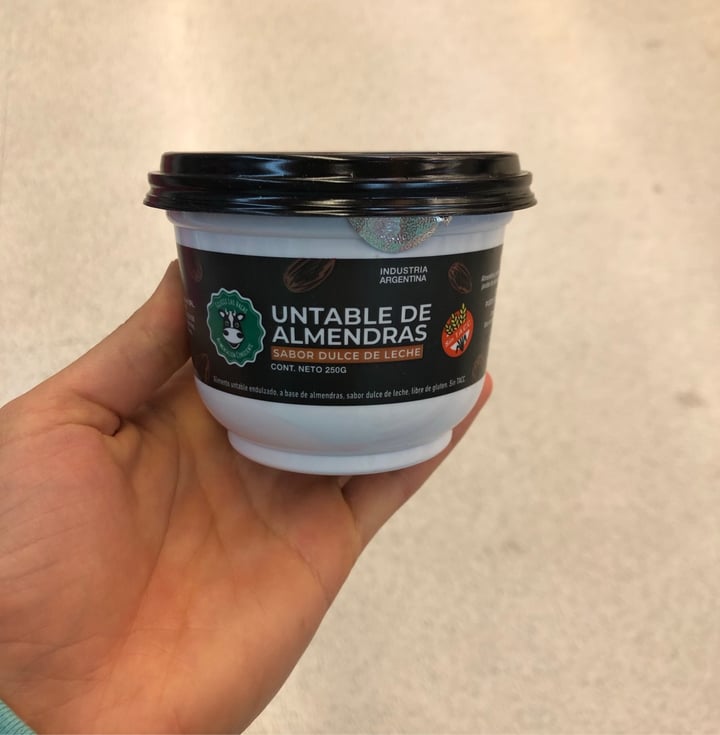 INDUSTRIA
ARGENTINA
UNTABLE DE
ALMENDRAS
SABOR DULCE DE LECHE
CONT. NETO 250G
Alimento untable endulzado, a base de almendras, sabor dulce de leche, libre de gluten. Sin TACC
SIN T.A.C.C.